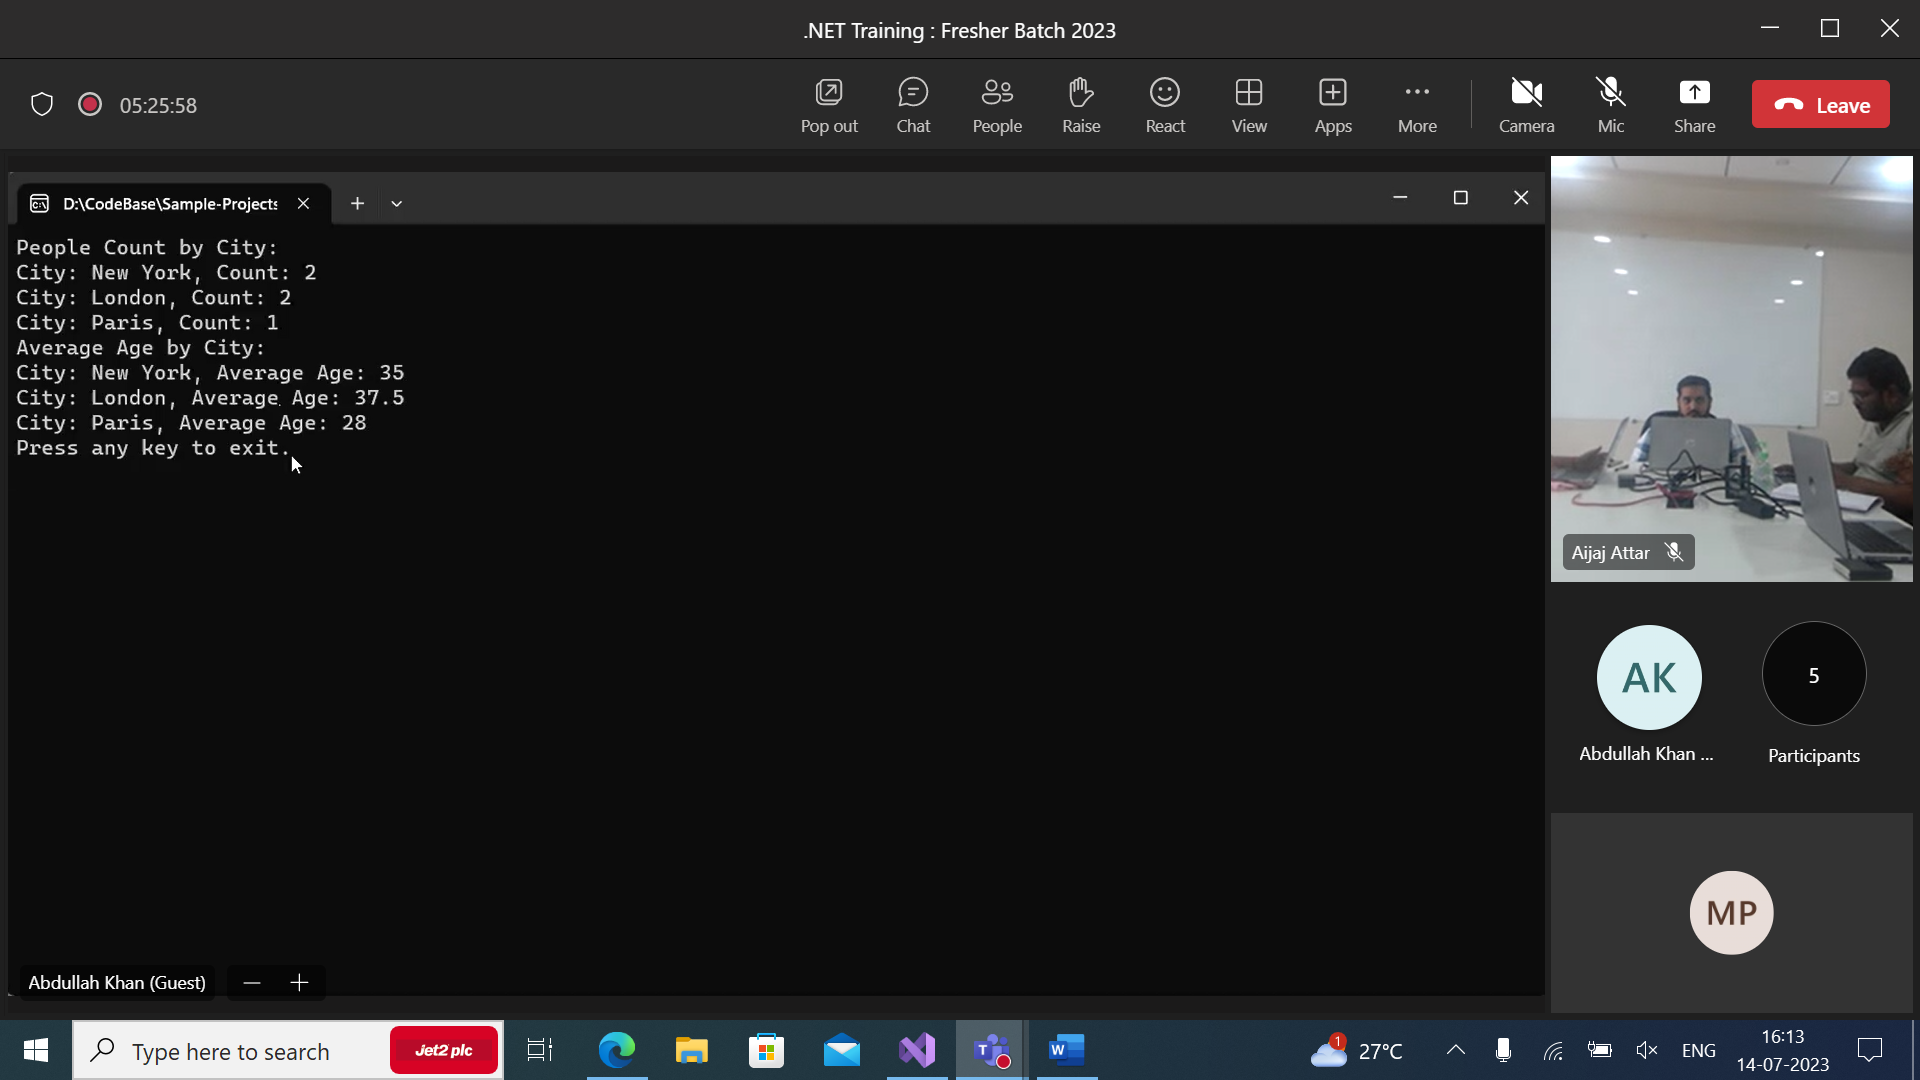 .NET Training : Fresher Batch 2023
05:25:58
Pop out
Chat
People
Raise
React
View
Apps
More
Camera
Mic
Share
Leave
D:\CodeBase\Sample-Projects
People Count by City:
City: New York, Count: 2
City: London, Count: 2
City: Paris, Count: 1
Average Age by City:
City: New York, Average Age: 35
City: London, Average Age: 37.5
City: Paris, Average Age: 28
Press any key to exit.
Aijaj Attar
AK
Abdullah Khan ...
5
Participants
MP
Abdullah Khan (Guest)
Type here to search
Jet2 plc
1
27°C
ENG
16:13
14-07-2023